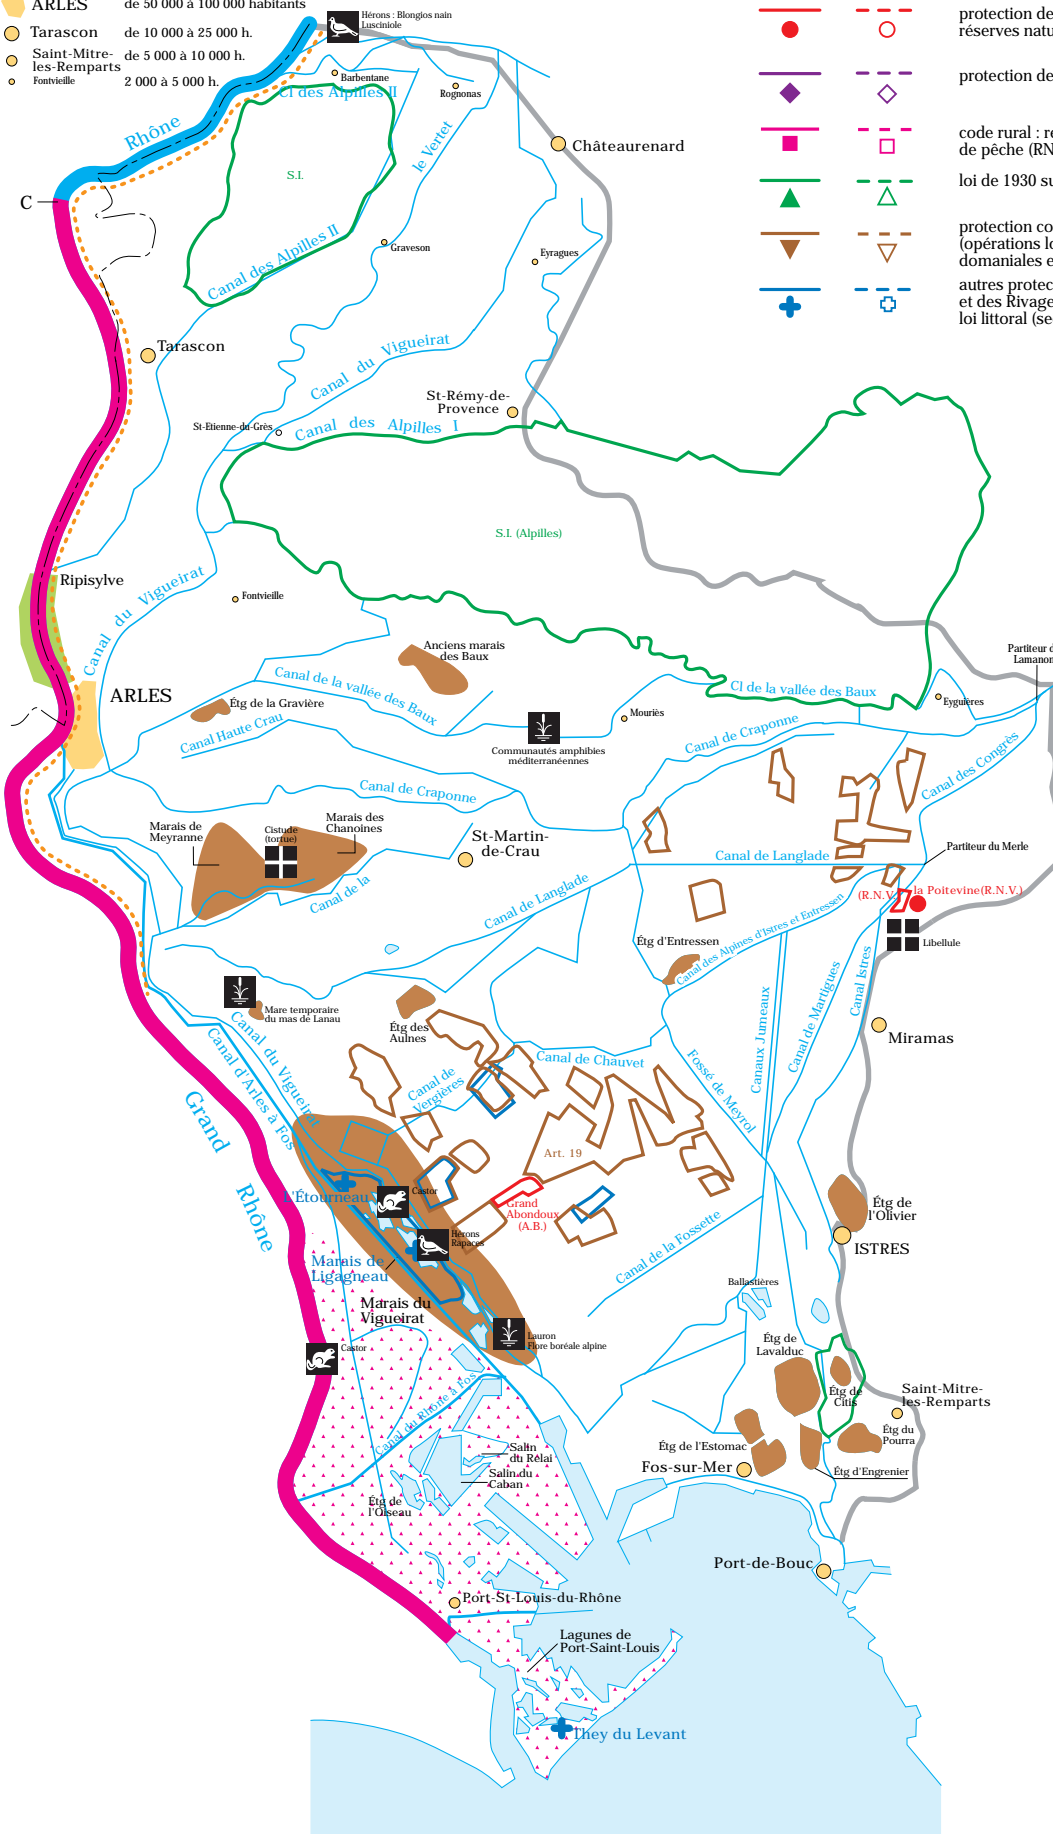 ARLES
de 50 000 à 100 000 habitants
Tarascon
de 10 000 à 25 000 h.
Saint-Mitre-
les-Remparts
de 5 000 à 10 000 h.
Fontvieille
2 000 à 5 000 h.
protection de
réserves natu
protection de
code rural : re
de pêche (RN
loi de 1930 su
protection co
(opérations lo
domaniales e
autres protec
et des Rivage
loi littoral (se
Hérons : Blongios nain
Lusciniole
Barbentane
Cl des Alpilles II
Rognonas
Rhône
le Vertet
Châteaurenard
S.I.
C
Graveson
Eyragues
Canal des Alpilles II
Tarascon
Canal du Vigueirat
St-Rémy-de-
Provence
St-Etienne-du-Grès
Canal des Alpilles I
S.I. (Alpilles)
Ripisylve
Canal du Vigueirat
Fontvieille
Anciens marais
des Baux
Partiteur d
Lamanon
ARLES
Canal de la vallée des Baux
Cl de la vallée des Baux
Étg de la Gravière
Eyguières
Mouriès
Canal Haute Crau
Communautés amphibies
méditerranéennes
Canal de Craponne
Canal des Congrès
Canal de Craponne
Marais de
Meyranne
Cistude
(tortue)
Marais des
Chanoines
St-Martin-
de-Crau
Canal de Langlade
Partiteur du Merle
Canal de la
Canal de Langlade
(R.N.V.)
la Poitevine(R.N.V.)
Étg d'Entressen
Canal des Alpines d'Istres et Entressen
Libellule
Mare temporaire
du mas de Lanau
Étg des
Aulnes
Canal du Vigueirat
Canal d'Arles à Fos
Canaux Jumeaux
Canal de Martigues
Canal Istres
Miramas
Canal de Chauvet
Canal de
Vergières
Fossé de Meyrol
Grand
Rhône
Art. 19
L'Étourneau
Castor
Grand
Abondoux
(A.B.)
Étg de
l'Olivier
Hérons
Rapaces
ISTRES
Marais de
Ligagneau
Canal de la Fossette
Ballastières
Marais du
Vigueirat
Lauron
Flore boréale alpine
Castor
Étg de
Lavalduc
Étg de
Citis
Saint-Mitre-
les-Remparts
Canal du Rhône à Fos
Étg du
Pourra
Salin
du Relai
Étg de l'Estomac
Fos-sur-Mer
Étg d'Engrenier
Salin du
Caban
Étg de
l'Oiseau
Port-de-Bouc
Port-St-Louis-du-Rhône
Lagunes de
Port-Saint-Louis
They du Levant